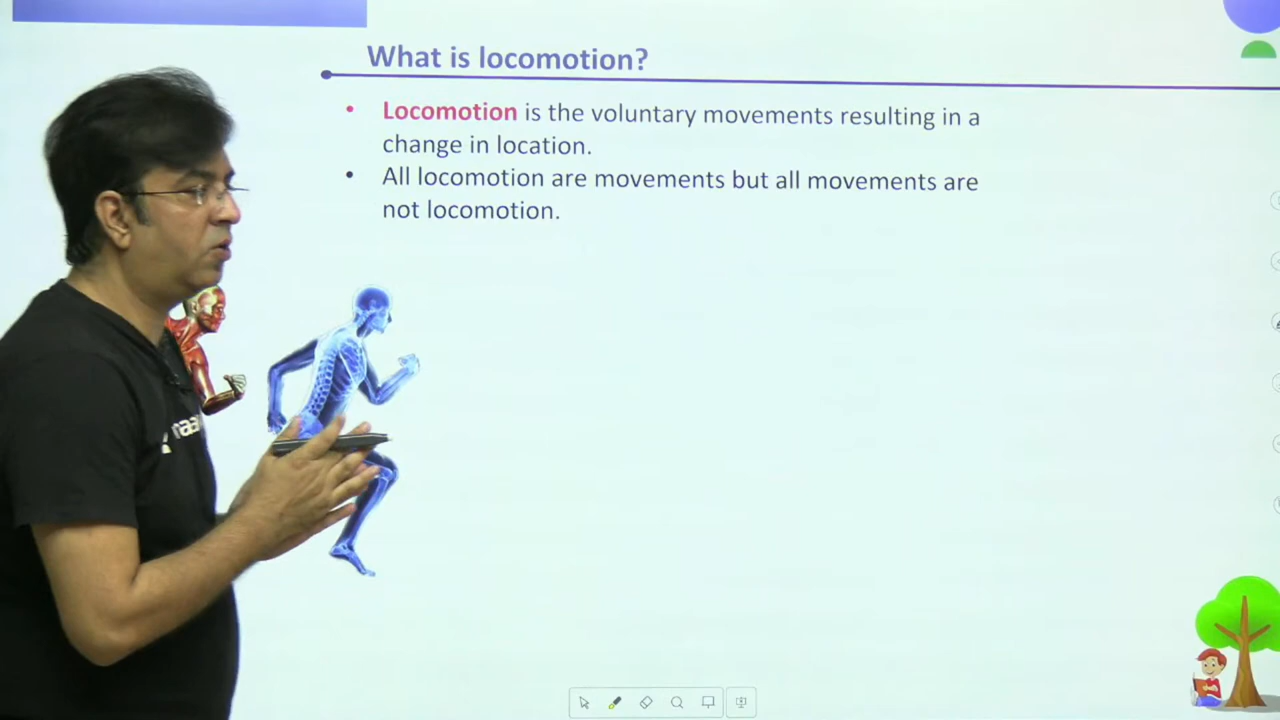 What is locomotion?
• Locomotion is the voluntary movements resulting in a
change in location.
• All locomotion are movements but all movements are
not locomotion.